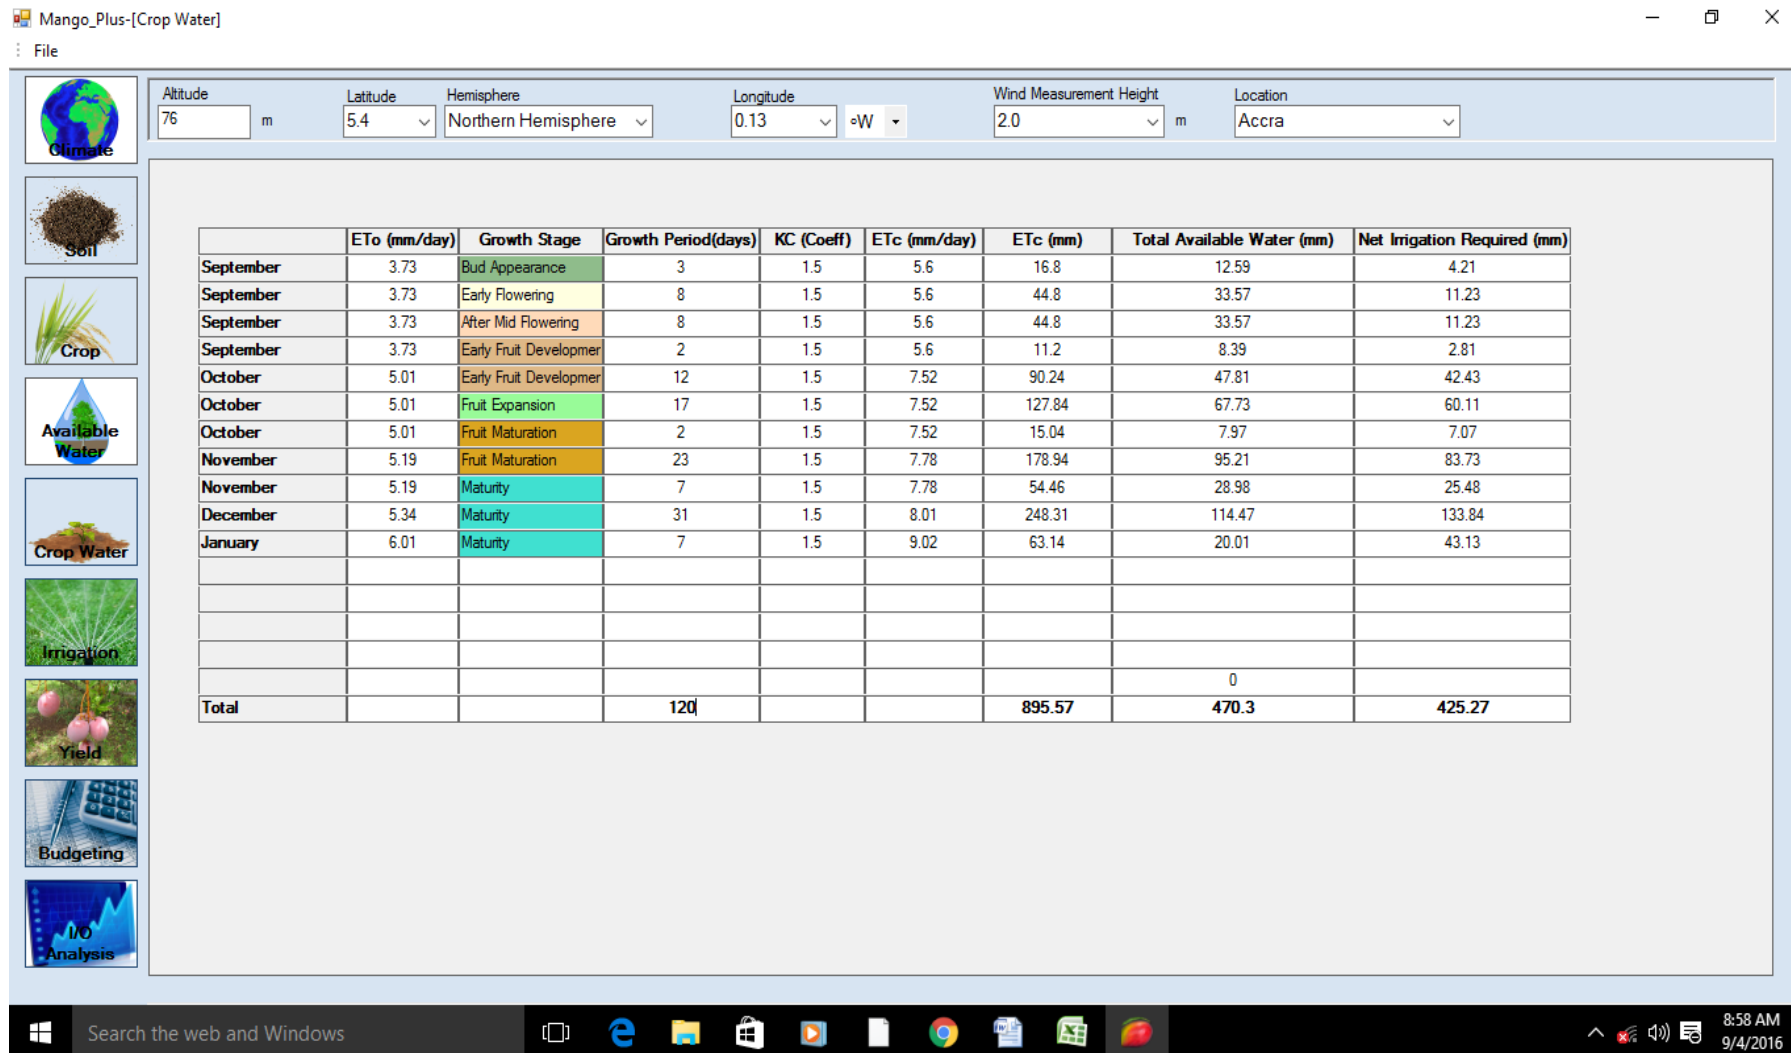 Mango_Plus-[Crop Water]
File
Altitude Latitude Hemisphere Longitude Wind Measurement Height Location
76 m 5.4 Northern Hemisphere 0.13 °W 2.0 m Accra
Climate
Soil
Crop
Available
Water
Crop Water
Irrigation
Yield
Budgeting
I/O
Analysis
ETo (mm/day) Growth Stage Growth Period(days) KC (Coeff) ETc (mm/day) ETc (mm) Total Available Water (mm) Net Irrigation Required (mm)
September 3.73 Bud Appearance 3 1.5 5.6 16.8 12.59 4.21
September 3.73 Early Flowering 8 1.5 5.6 44.8 33.57 11.23
September 3.73 After Mid Flowering 8 1.5 5.6 44.8 33.57 11.23
September 3.73 Early Fruit Developmer 2 1.5 5.6 11.2 8.39 2.81
October 5.01 Early Fruit Developmer 12 1.5 7.52 90.24 47.81 42.43
October 5.01 Fruit Expansion 17 1.5 7.52 127.84 67.73 60.11
October 5.01 Fruit Maturation 2 1.5 7.52 15.04 7.97 7.07
November 5.19 Fruit Maturation 23 1.5 7.78 178.94 95.21 83.73
November 5.19 Maturity 7 1.5 7.78 54.46 28.98 25.48
December 5.34 Maturity 31 1.5 8.01 248.31 114.47 133.84
January 6.01 Maturity 7 1.5 9.02 63.14 20.01 43.13
0
Total 120 895.57 470.3 425.27
Search the web and Windows
8:58 AM
9/4/2016